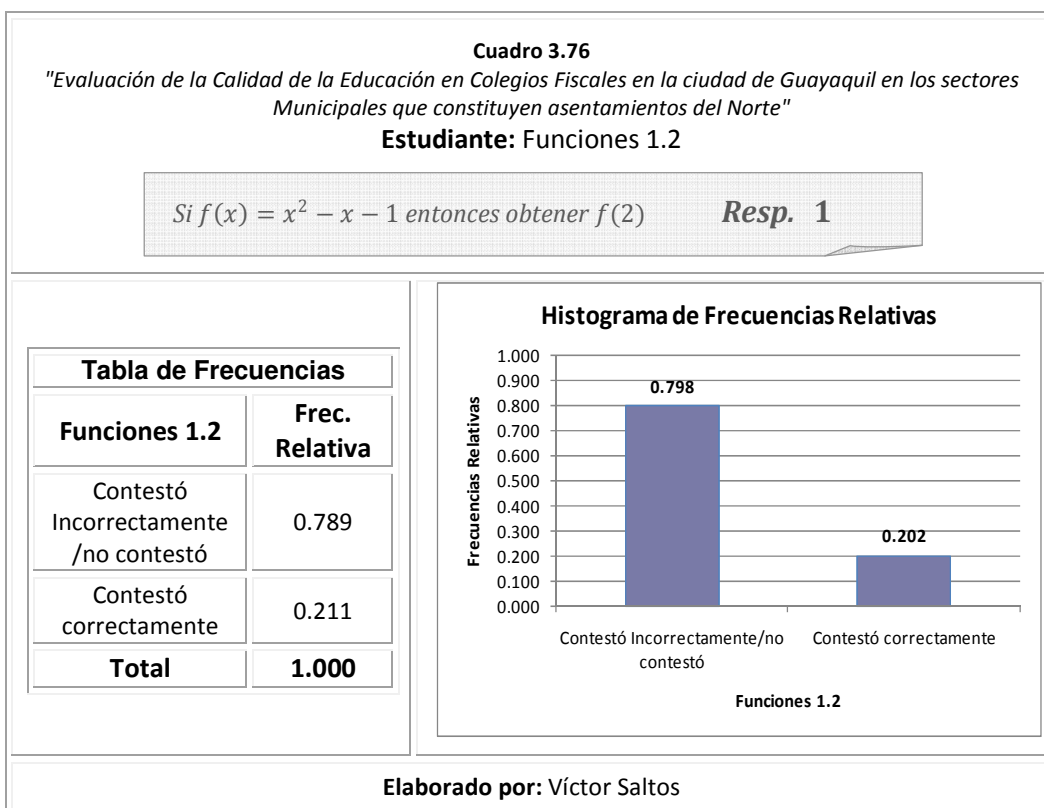 Cuadro 3.76
"Evaluación de la Calidad de la Educación en Colegios Fiscales en la ciudad de Guayaquil en los sectores
Municipales que constituyen asentamientos del Norte"
Estudiante: Funciones 1.2
Si f(x) = x² − x − 1 entonces obtener f(2) Resp. 1
Tabla de Frecuencias
Funciones 1.2
Frec.
Relativa
Contestó
Incorrectamente
/no contestó
0.789
Contestó
correctamente
0.211
Total
1.000
Histograma de Frecuencias Relativas
Frecuencias Relativas
1.000
0.900
0.800
0.700
0.600
0.500
0.400
0.300
0.200
0.100
0.000
0.798
0.202
Contestó Incorrectamente/no
contestó
Contestó correctamente
Funciones 1.2
Elaborado por: Víctor Saltos